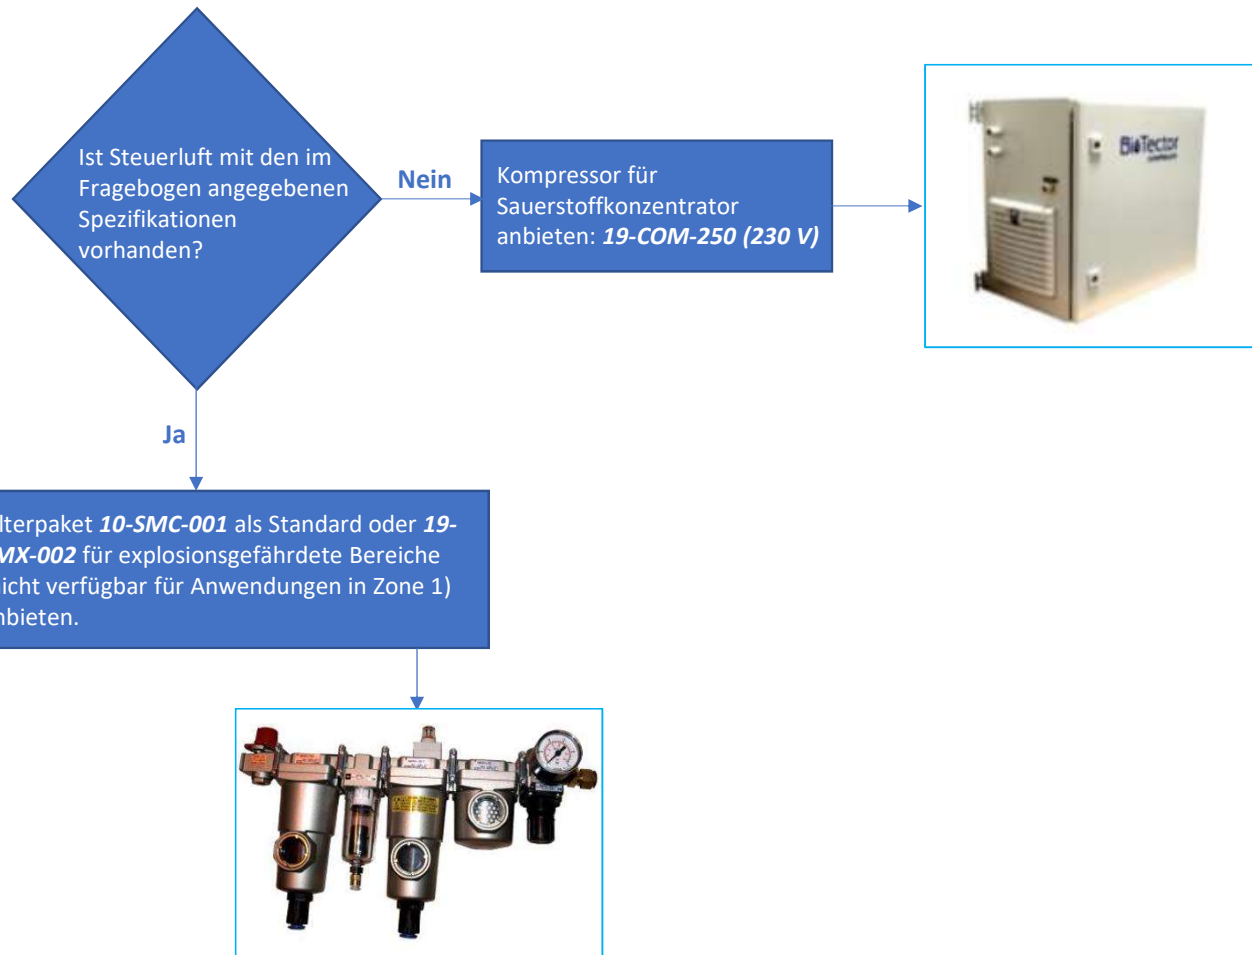 Ist Steuerluft mit den im
Fragebogen angegebenen
Spezifikationen
vorhanden?
Nein
Kompressor für
Sauerstoffkonzentrator
anbieten: 19-COM-250 (230 V)
BioTector
Ja
lterpaket 10-SMC-001 als Standard oder 19-
MX-002 für explosionsgefährdete Bereiche
nicht verfügbar für Anwendungen in Zone 1)
nbieten.